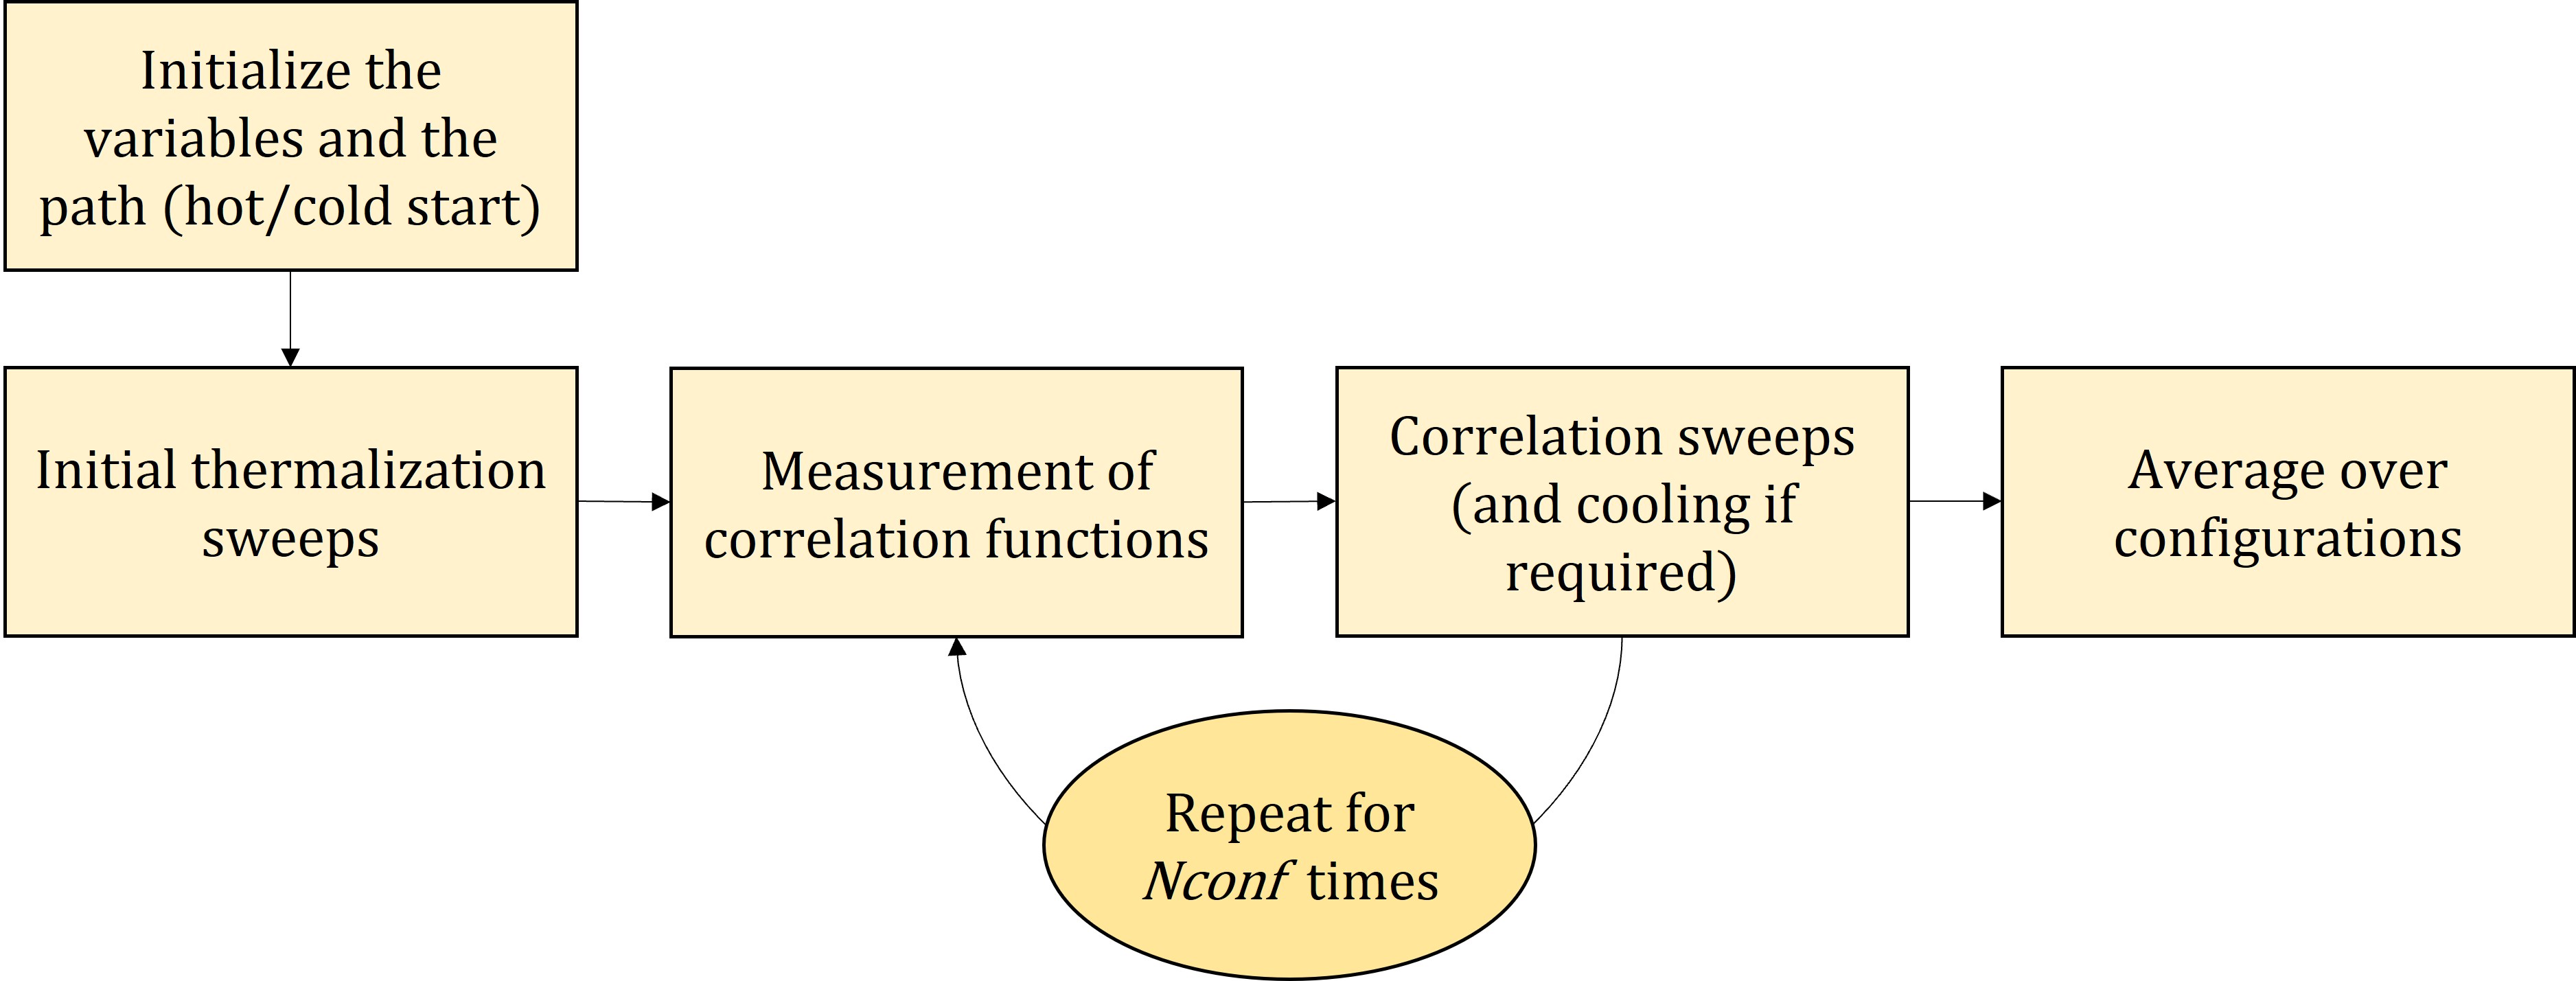 Initialize the
variables and the
path (hot/cold start)
Initial thermalization
sweeps
Measurement of
correlation functions
Correlation sweeps
(and cooling if
required)
Average over
configurations
Repeat for
Nconf times